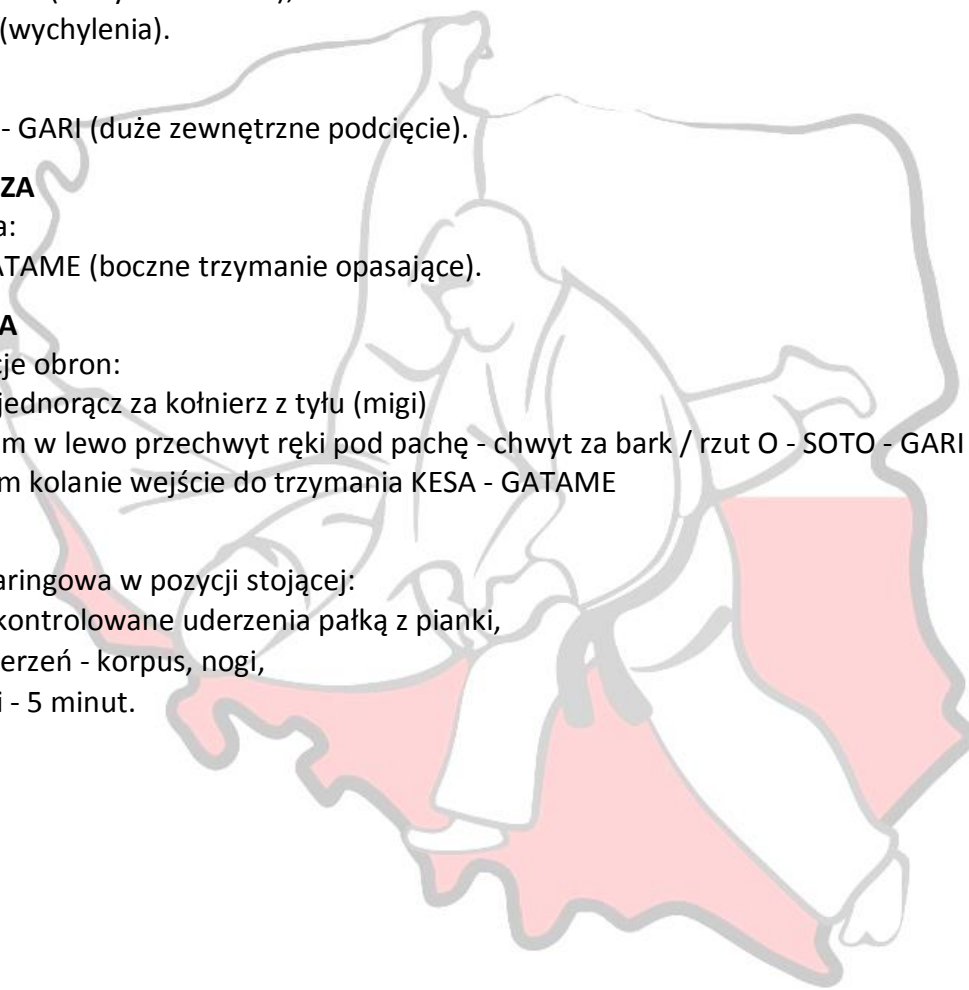 (wychylenia).
- GARI (duże zewnętrzne podcięcie).
ZA
a:
ATAME (boczne trzymanie opasające).
A
cje obron:
jednorącz za kołnierz z tyłu (migi)
m w lewo przechwyt ręki pod pachę - chwyt za bark / rzut O - SOTO - GARI
m kolanie wejście do trzymania KESA - GATAME
aringowa w pozycji stojącej:
kontrolowane uderzenia pałką z pianki,
erzeń - korpus, nogi,
i - 5 minut.